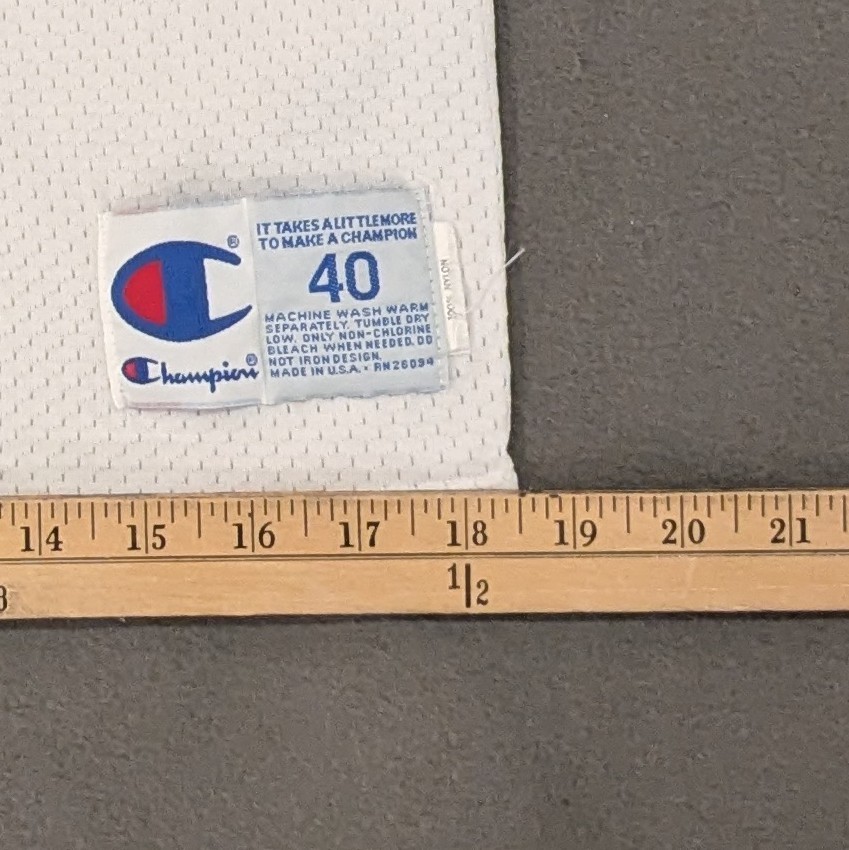 IT TAKES A LITTLE MORE
TO MAKE A CHAMPION
40
MACHINE WASH WARM
SEPARATELY. TUMBLE DRY
LOW. ONLY NON-CHLORINE
BLEACH WHEN NEEDED. DO
NOT IRON DESIGN.
MADE IN U.S.A. • RN26094
®
Champion®
100% NYLON
14 15 16 17 18 19 20 21
1/2